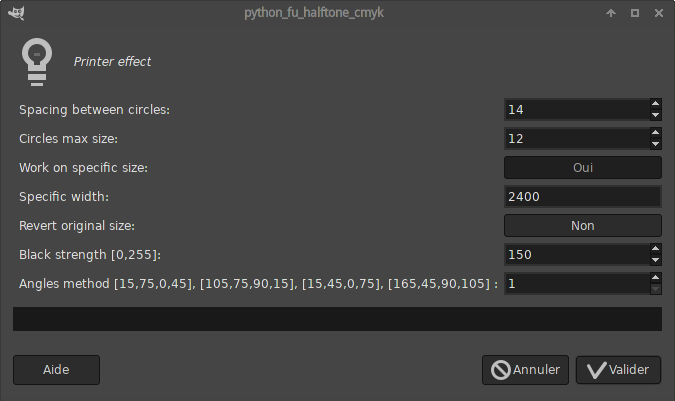 python_fu_halftone_cmyk
Printer effect
Spacing between circles: 14
Circles max size: 12
Work on specific size: Oui
Specific width: 2400
Revert original size: Non
Black strength [0,255]: 150
Angles method [15,75,0,45], [105,75,90,15], [15,45,0,75], [165,45,90,105] : 1
Aide Annuler Valider